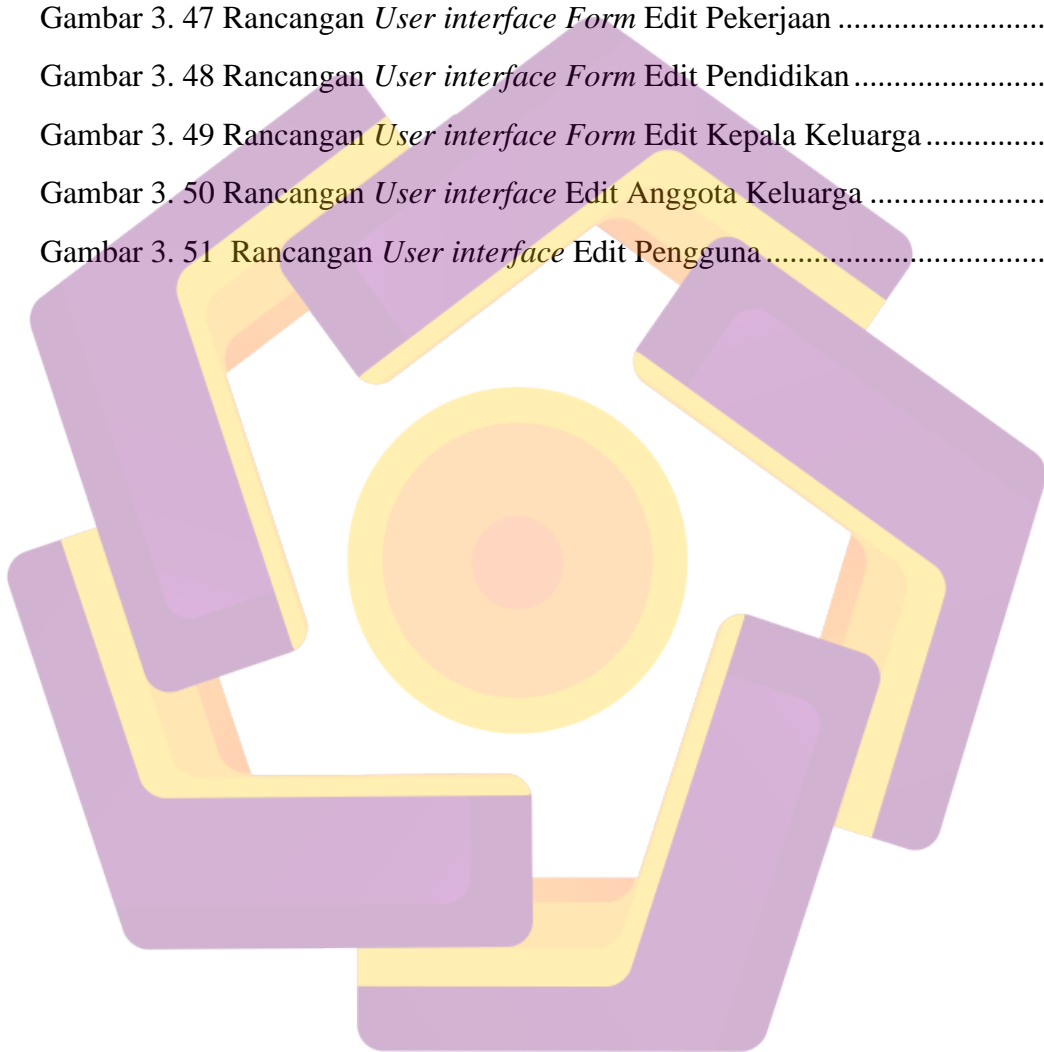 Gambar 3. 47 Rancangan User interface Form Edit Pekerjaan ..............................
Gambar 3. 48 Rancangan User interface Form Edit Pendidikan ............................
Gambar 3. 49 Rancangan User interface Form Edit Kepala Keluarga ..................
Gambar 3. 50 Rancangan User interface Edit Anggota Keluarga .........................
Gambar 3. 51  Rancangan User interface Edit Pengguna .......................................